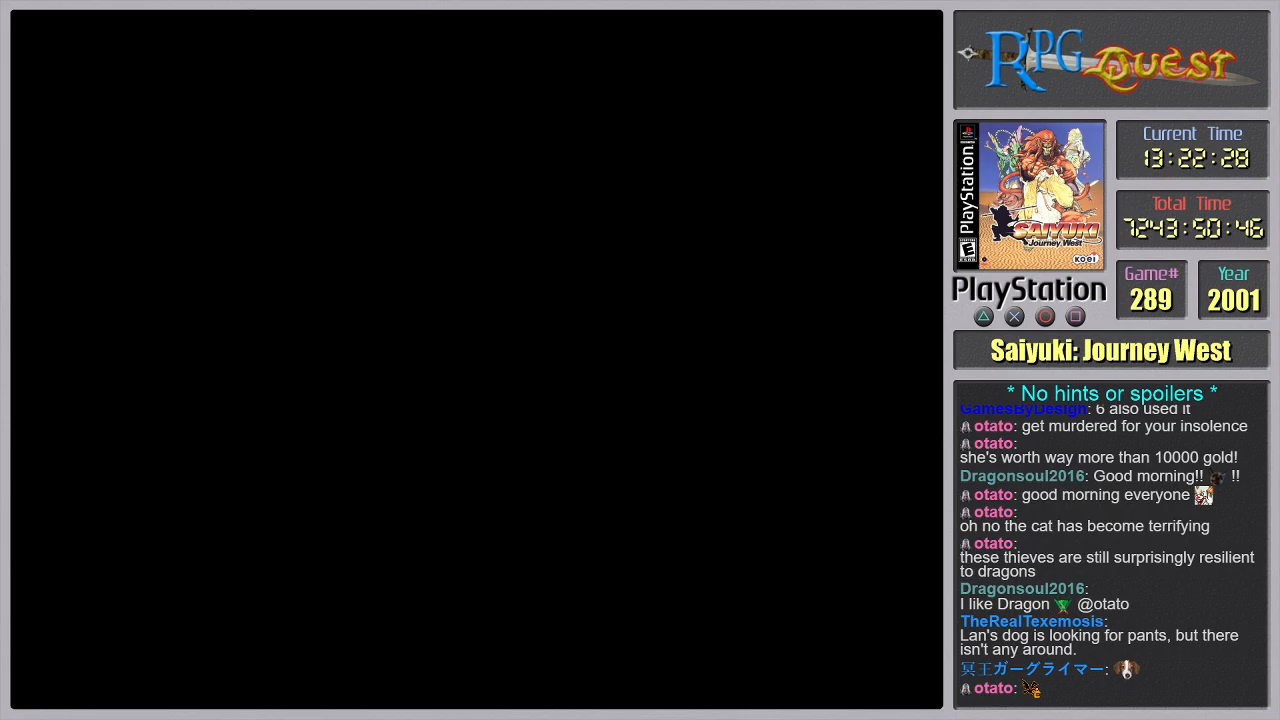 RPG Quest
PlayStation
SAIYUKI
Journey West
KOEI
E
PlayStation
Current Time
13:22:29
Total Time
7243:50:46
Game#
289
Year
2001
Saiyuki: Journey West
* No hints or spoilers *
GamesByDesign: 6 also used it
otato: get murdered for your insolence
otato:
she's worth way more than 10000 gold!
Dragonsoul2016: Good morning!! !!
otato: good morning everyone
otato:
oh no the cat has become terrifying
otato:
these thieves are still surprisingly resilient
to dragons
Dragonsoul2016:
I like Dragon @otato
TheRealTexemosis:
Lan's dog is looking for pants, but there
isn't any around.
冥王ガーグライマー:
otato: